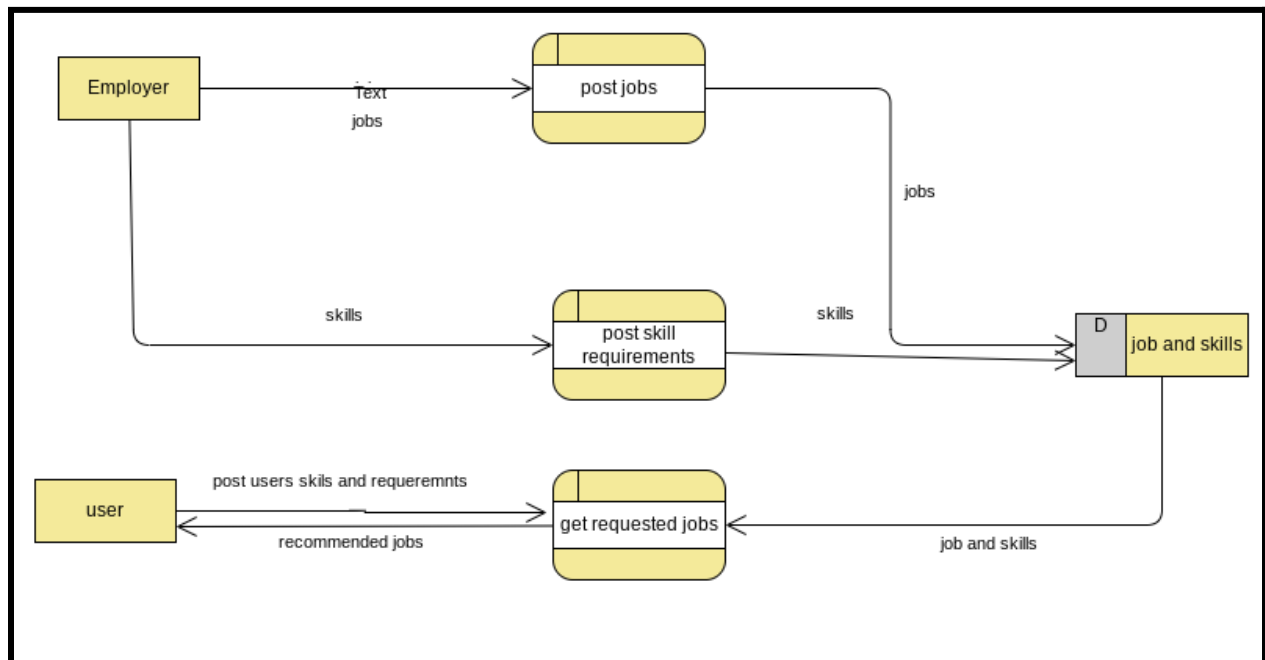 Employer
Text
jobs
post jobs
jobs
skills
post skill
requirements
skills
D
job and skills
post users skils and requeremnts
user
get requested jobs
recommended jobs
job and skills